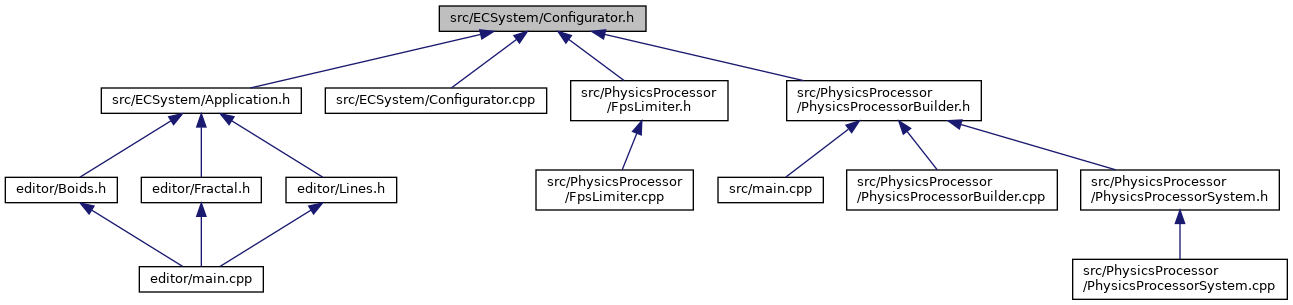 src/ECSystem/Configurator.h
src/ECSystem/Application.h
src/ECSystem/Configurator.cpp
src/PhysicsProcessor
/FpsLimiter.h
src/PhysicsProcessor
/PhysicsProcessorBuilder.h
editor/Boids.h
editor/Fractal.h
editor/Lines.h
src/PhysicsProcessor
/FpsLimiter.cpp
src/main.cpp
src/PhysicsProcessor
/PhysicsProcessorBuilder.cpp
src/PhysicsProcessor
/PhysicsProcessorSystem.h
editor/main.cpp
src/PhysicsProcessor
/PhysicsProcessorSystem.cpp